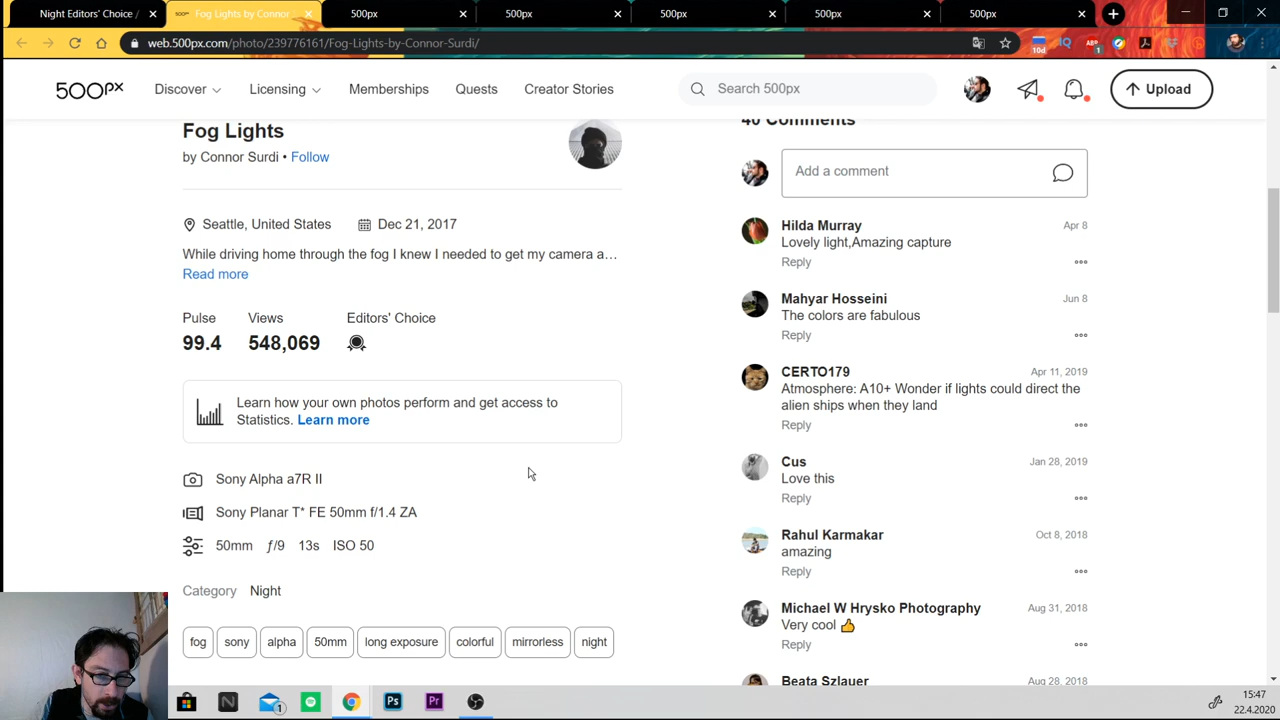 Night Editors' Choice /
Fog Lights by Connor
500px
500px
500px
500px
500px
web.500px.com/photo/239776161/Fog-Lights-by-Connor-Surdi/
10d
ABP
1
500px
Discover
Licensing
Memberships
Quests
Creator Stories
Search 500px
Upload
Fog Lights
by Connor Surdi • Follow
Seattle, United States
Dec 21, 2017
While driving home through the fog I knew I needed to get my camera a…
Read more
Pulse
Views
Editors' Choice
99.4
548,069
Learn how your own photos perform and get access to
Statistics. Learn more
Sony Alpha a7R II
Sony Planar T* FE 50mm f/1.4 ZA
50mm ƒ/9 13s ISO 50
Category Night
fog
sony
alpha
50mm
long exposure
colorful
mirrorless
night
40 Comments
Add a comment
Hilda Murray
Apr 8
Lovely light,Amazing capture
Reply
Mahyar Hosseini
Jun 8
The colors are fabulous
Reply
CERTO179
Apr 11, 2019
Atmosphere: A10+ Wonder if lights could direct the
alien ships when they land
Reply
Cus
Jan 28, 2019
Love this
Reply
Rahul Karmakar
Oct 8, 2018
amazing
Reply
Michael W Hrysko Photography
Aug 31, 2018
Very cool 👍
Reply
Beata Szlauer
Aug 28, 2018
1
Ps
Pr
15:47
22.4.2020